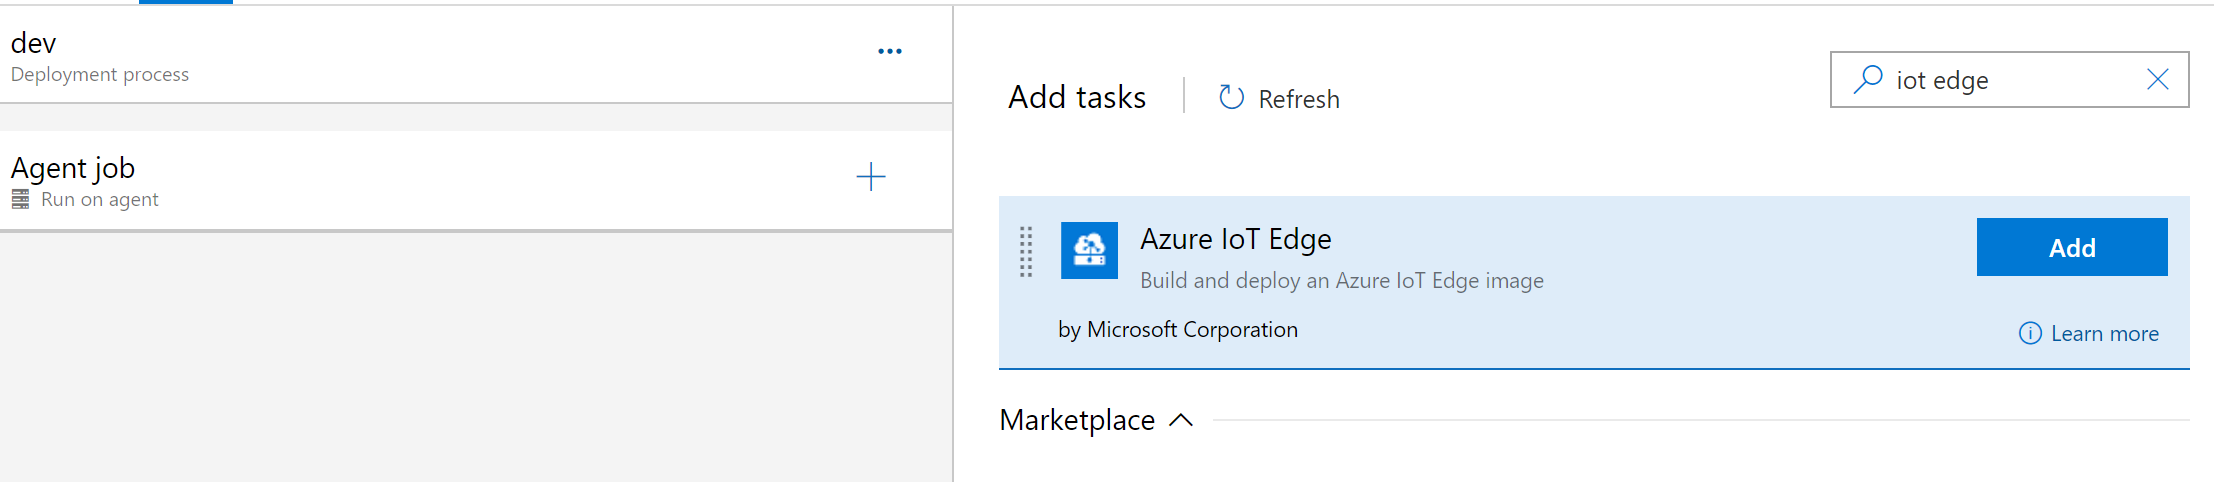 dev
Deployment process
Agent job
Run on agent
Add tasks
Refresh
iot edge
Azure IoT Edge
Build and deploy an Azure IoT Edge image
Add
by Microsoft Corporation
Learn more
Marketplace